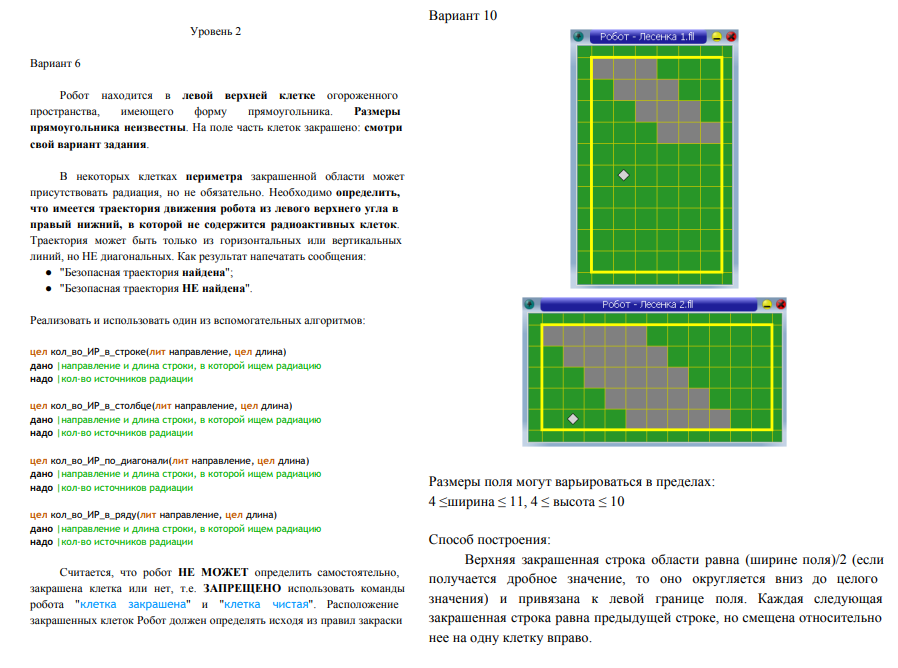 Уровень 2
Вариант 6
Робот находится в левой верхней клетке огороженного
пространства, имеющего форму прямоугольника. Размеры
прямоугольника неизвестны. На поле часть клеток закрашено: смотри
свой вариант задания.
В некоторых клетках периметра закрашенной области может
присутствовать радиация, но не обязательно. Необходимо определить,
что имеется траектория движения робота из левого верхнего угла в
правый нижний, в которой не содержится радиоактивных клеток.
Траектория может быть только из горизонтальных или вертикальных
линий, но НЕ диагональных. Как результат напечатать сообщения:
● "Безопасная траектория найдена";
● "Безопасная траектория НЕ найдена".
Реализовать и использовать один из вспомогательных алгоритмов:
цел кол_во_ИР_в_строке(лит направление, цел длина)
дано |направление и длина строки, в которой ищем радиацию
надо |кол-во источников радиации
цел кол_во_ИР_в_столбце(лит направление, цел длина)
дано |направление и длина строки, в которой ищем радиацию
надо |кол-во источников радиации
цел кол_во_ИР_по_диагонали(лит направление, цел длина)
дано |направление и длина строки, в которой ищем радиацию
надо |кол-во источников радиации
цел кол_во_ИР_в_ряду(лит направление, цел длина)
дано |направление и длина строки, в которой ищем радиацию
надо |кол-во источников радиации
Считается, что робот НЕ МОЖЕТ определить самостоятельно,
закрашена клетка или нет, т.е. ЗАПРЕЩЕНО использовать команды
робота "клетка закрашена" и "клетка чистая". Расположение
закрашенных клеток Робот должен определять исходя из правил закраски
Вариант 10
Робот - Лесенка 1.fil
Робот - Лесенка 2.fil
Размеры поля могут варьироваться в пределах:
4 ≤ширина ≤ 11, 4 ≤ высота ≤ 10
Способ построения:
Верхняя закрашенная строка области равна (ширине поля)/2 (если
получается дробное значение, то оно округляется вниз до целого
значения) и привязана к левой границе поля. Каждая следующая
закрашенная строка равна предыдущей строке, но смещена относительно
нее на одну клетку вправо.